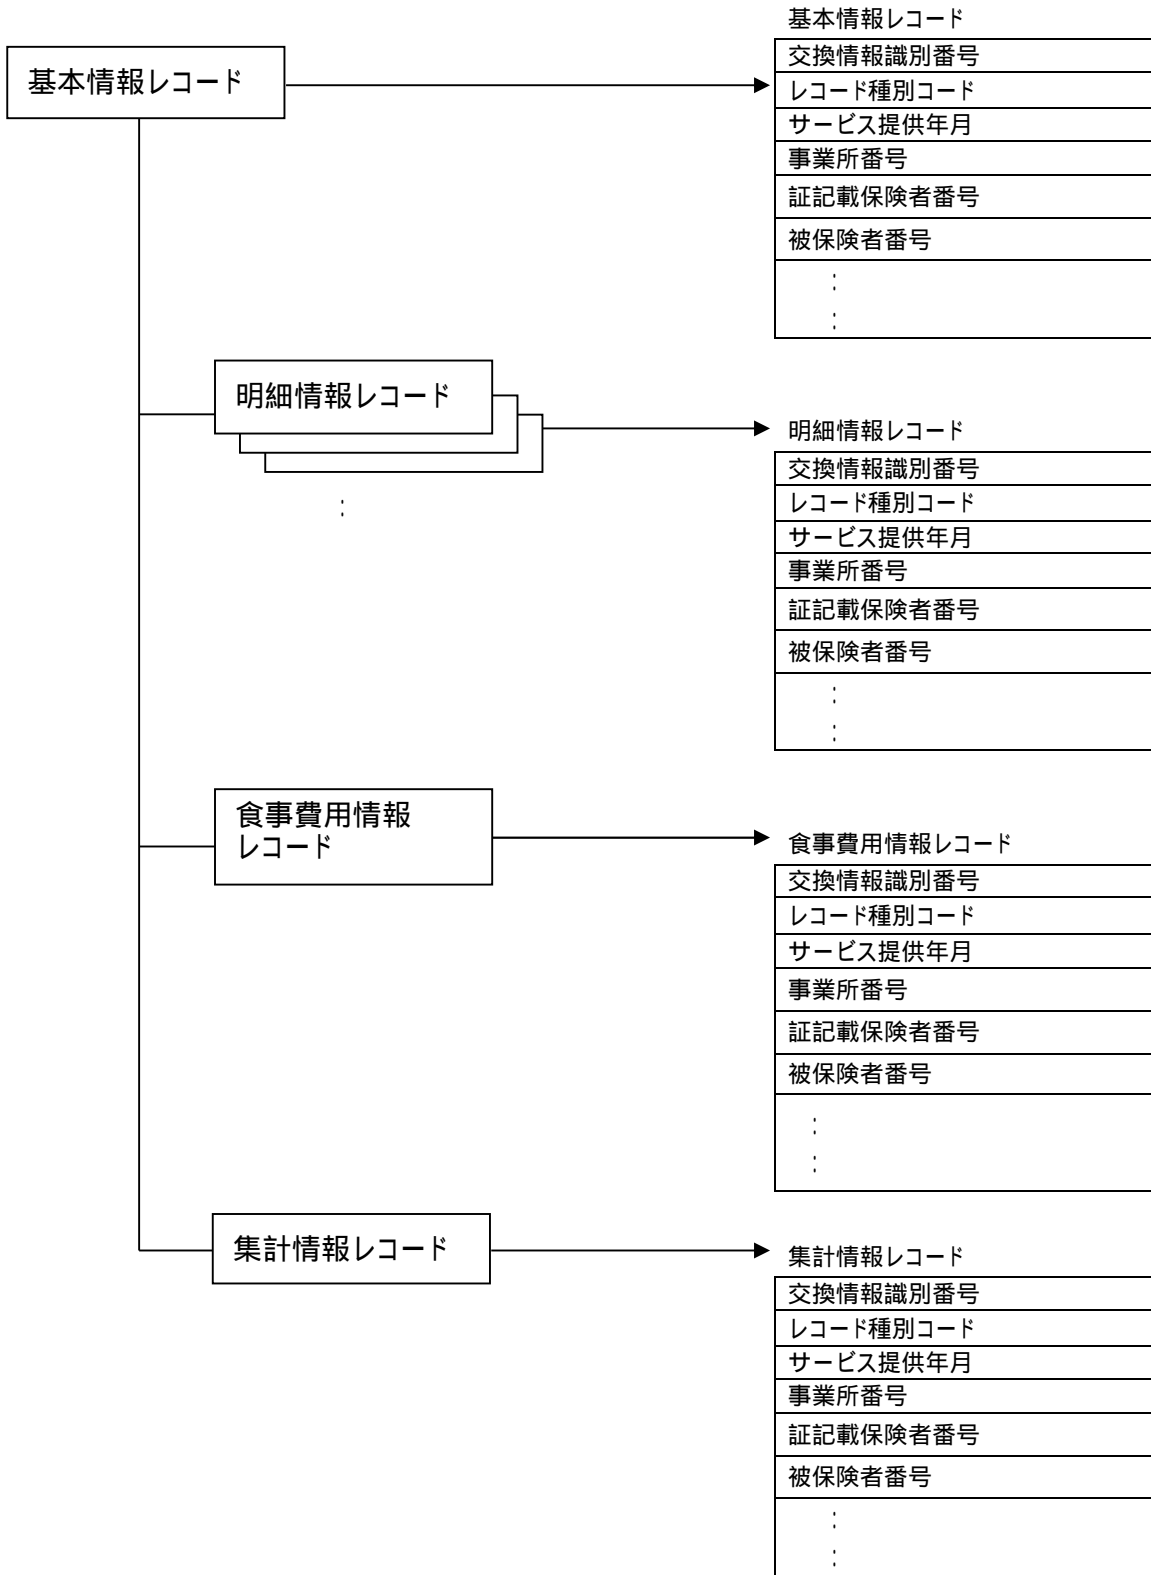 基本情報レコード
基本情報レコード
交換情報識別番号
レコード種別コード
サービス提供年月
事業所番号
証記載保険者番号
被保険者番号
:
:
明細情報レコード
:
明細情報レコード
交換情報識別番号
レコード種別コード
サービス提供年月
事業所番号
証記載保険者番号
被保険者番号
:
:
食事費用情報
レコード
食事費用情報レコード
交換情報識別番号
レコード種別コード
サービス提供年月
事業所番号
証記載保険者番号
被保険者番号
:
:
集計情報レコード
集計情報レコード
交換情報識別番号
レコード種別コード
サービス提供年月
事業所番号
証記載保険者番号
被保険者番号
:
: